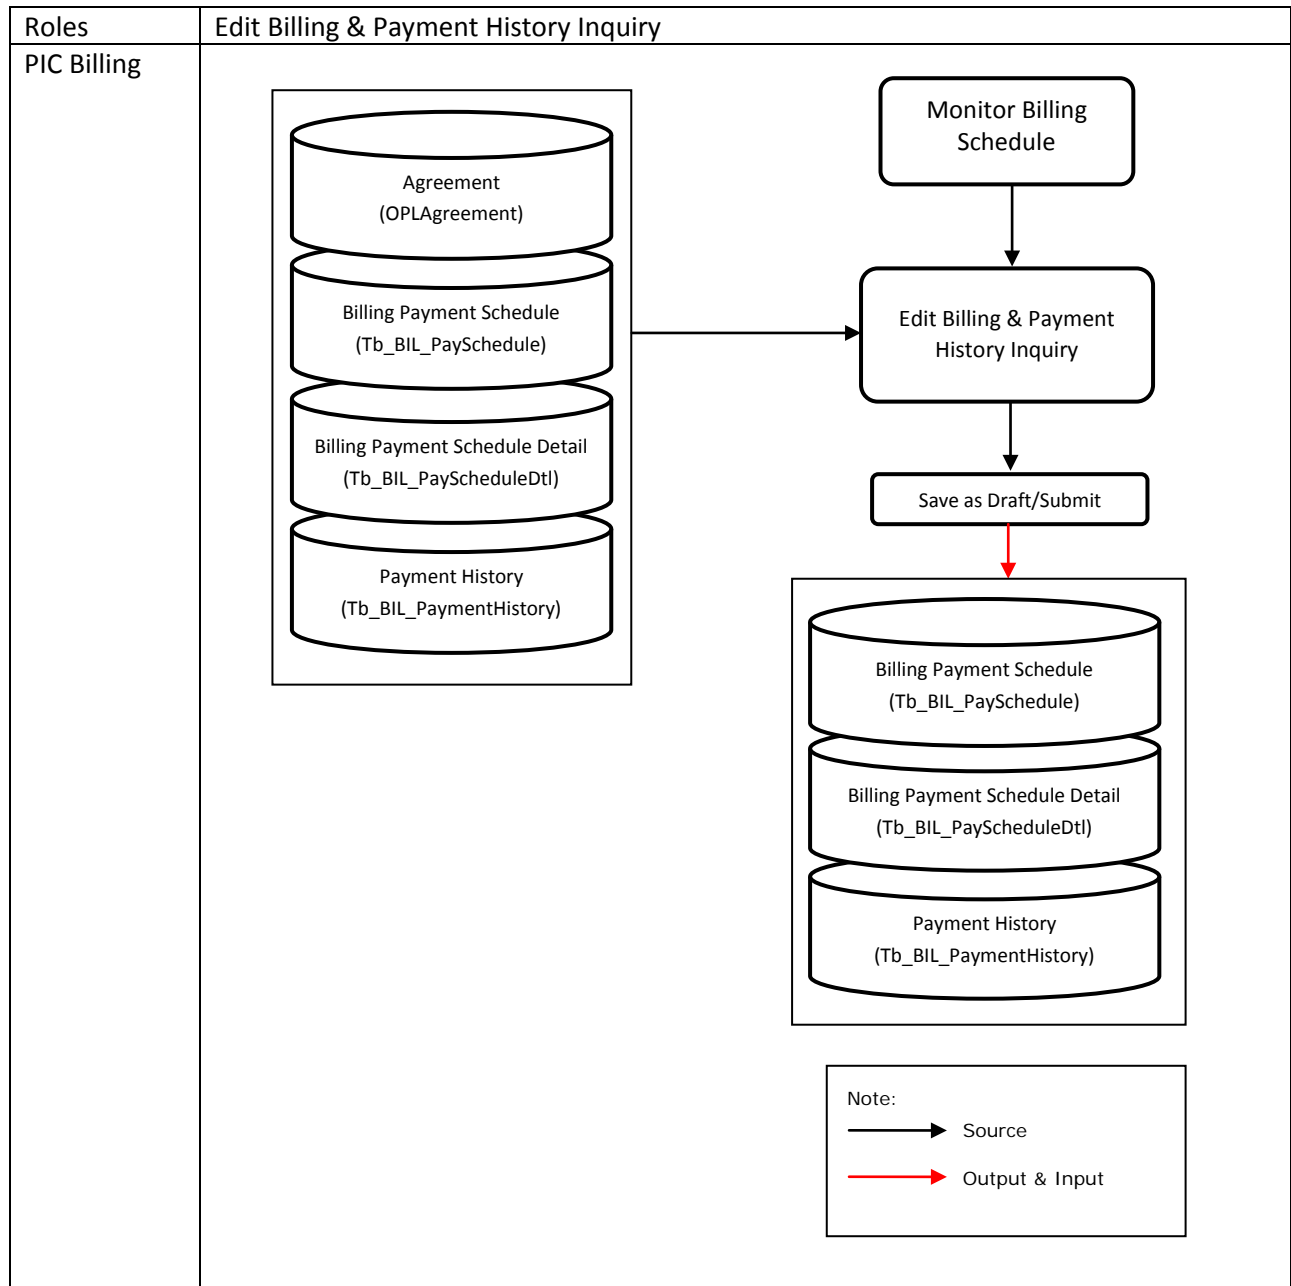 Roles
Edit Billing & Payment History Inquiry
PIC Billing
Agreement
(OPLAgreement)
Billing Payment Schedule
(Tb_BIL_PaySchedule)
Billing Payment Schedule Detail
(Tb_BIL_PayScheduleDtl)
Payment History
(Tb_BIL_PaymentHistory)
Monitor Billing
Schedule
Edit Billing & Payment
History Inquiry
Save as Draft/Submit
Billing Payment Schedule
(Tb_BIL_PaySchedule)
Billing Payment Schedule Detail
(Tb_BIL_PayScheduleDtl)
Payment History
(Tb_BIL_PaymentHistory)
Note:
Source
Output & Input